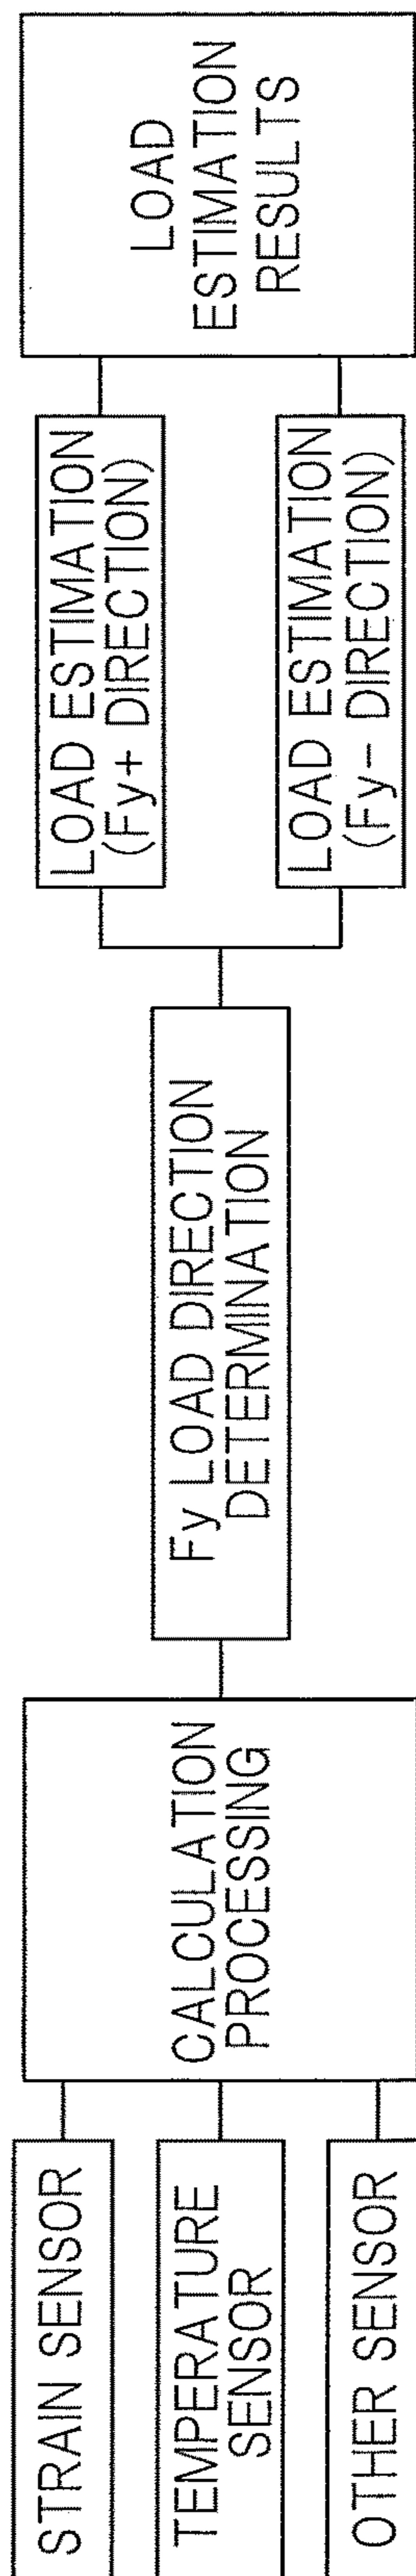 STRAIN SENSOR
TEMPERATURE
SENSOR
OTHER SENSOR
CALCULATION
PROCESSING
Fy LOAD DIRECTION
DETERMINATION
LOAD ESTIMATION
(Fy+ DIRECTION)
LOAD ESTIMATION
(Fy- DIRECTION)
LOAD
ESTIMATION
RESULTS